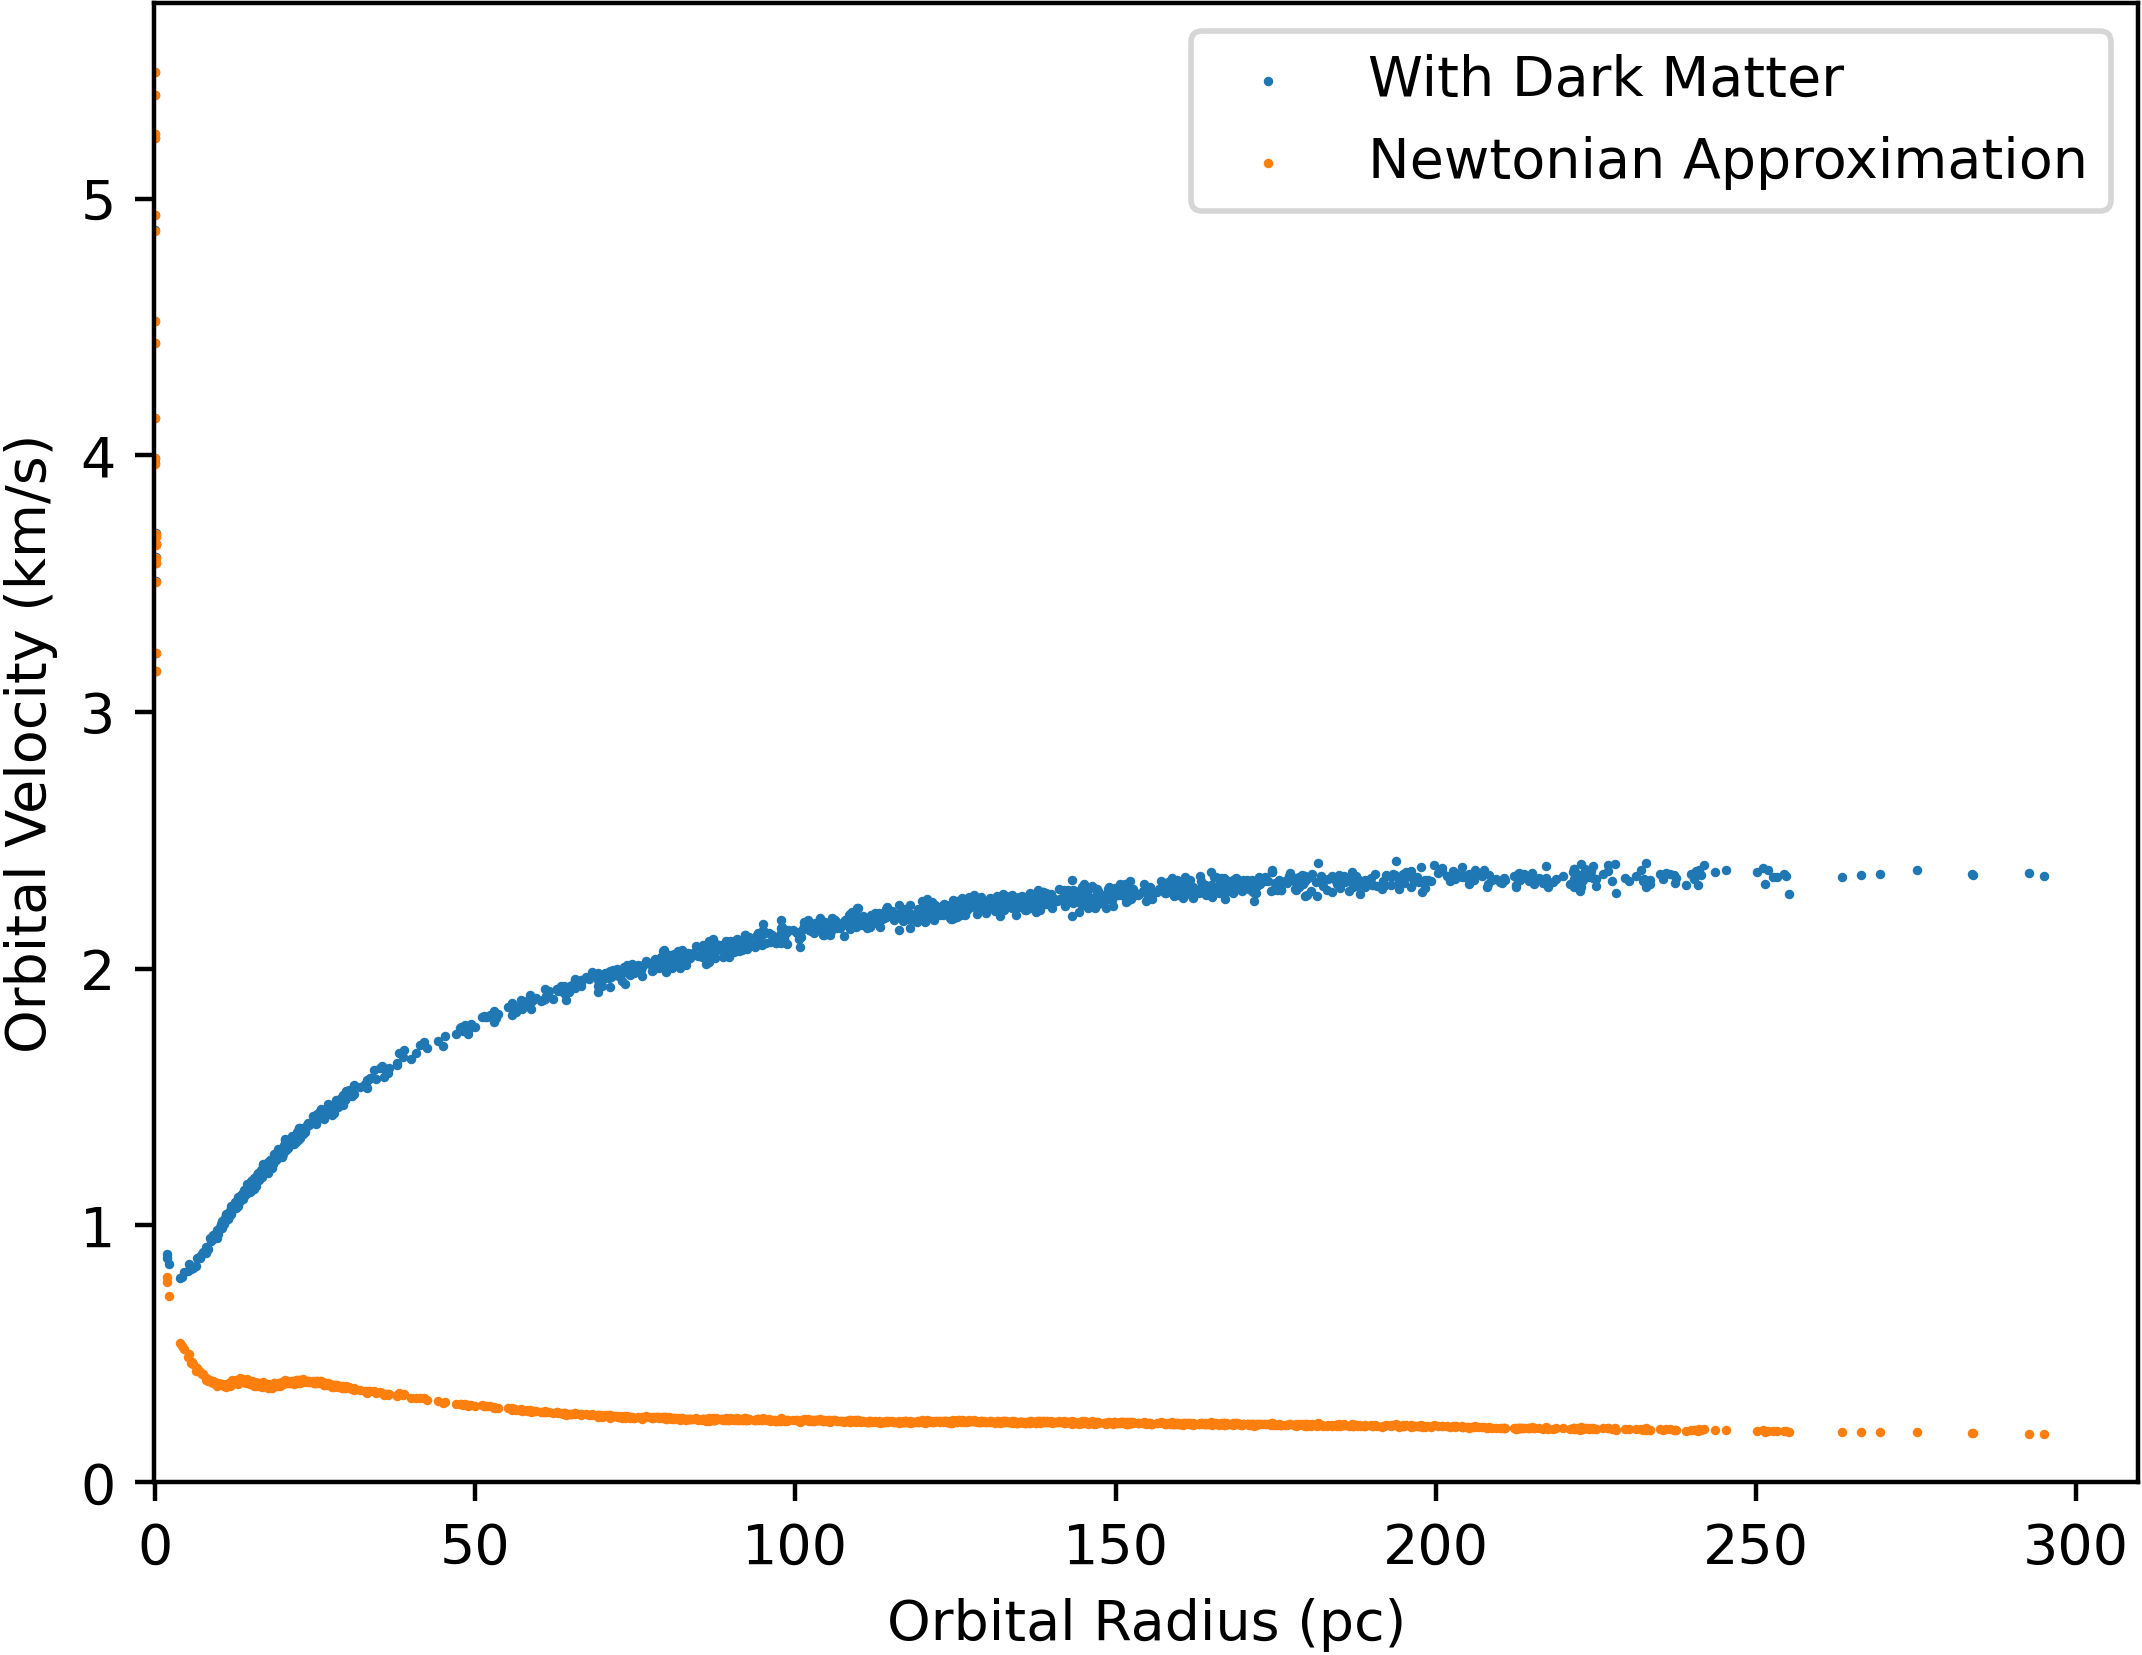 With Dark Matter
Newtonian Approximation
5
4
3
2
1
0
Orbital Velocity (km/s)
0 50 100 150 200 250 300
Orbital Radius (pc)